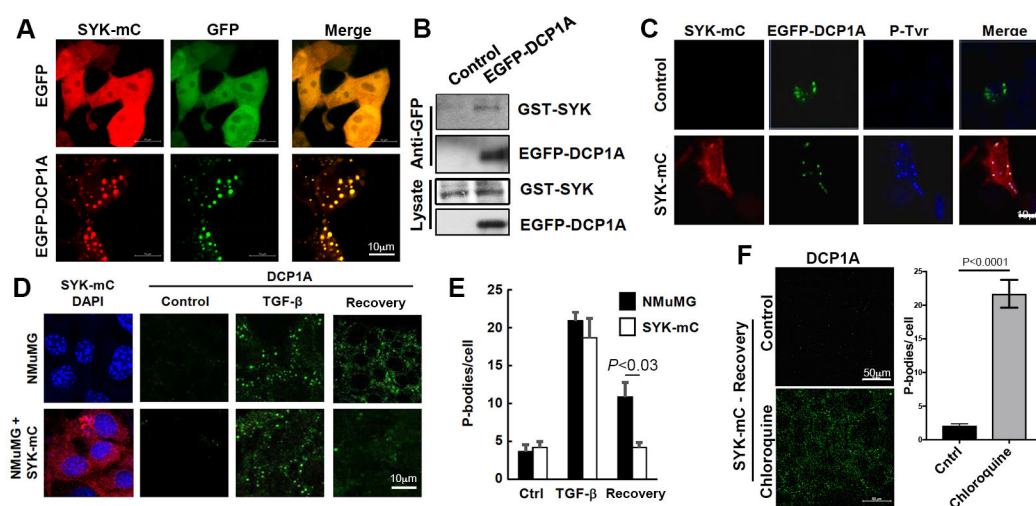 A
SYK-mC GFP Merge
EGFP
EGFP-DCP1A
10μm
B
Control
EGFP-DCP1A
Anti-GFP
GST-SYK
EGFP-DCP1A
Lysate
GST-SYK
EGFP-DCP1A
C
SYK-mC EGFP-DCP1A P-Tyr Merge
Control
SYK-mC
10μm
D
SYK-mC
DAPI
DCP1A
Control TGF-β Recovery
NMuMG
NMuMG +
SYK-mC
10μm
E
P-bodies/cell
25
20
15
10
5
0
NMuMG
SYK-mC
P<0.03
Ctrl TGF-β Recovery
F
DCP1A
SYK-mC - Recovery
Control
Chloroquine
50μm
P<0.0001
P-bodies/ cell
25
20
15
10
5
0
Cntrl
Chloroquine